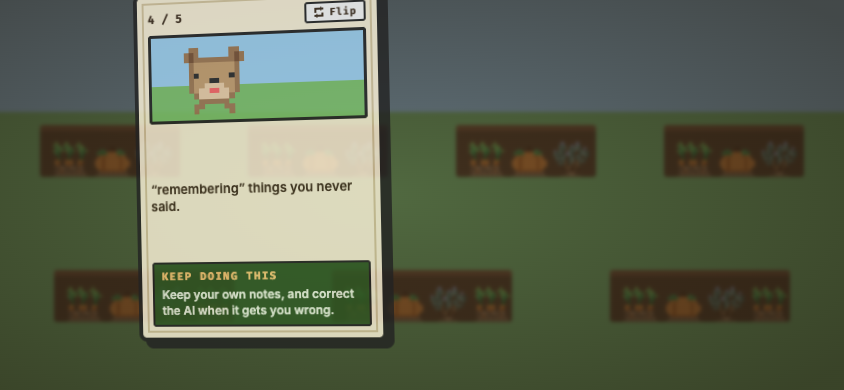 4 / 5
Flip
“remembering” things you never
said.
KEEP DOING THIS
Keep your own notes, and correct
the AI when it gets you wrong.